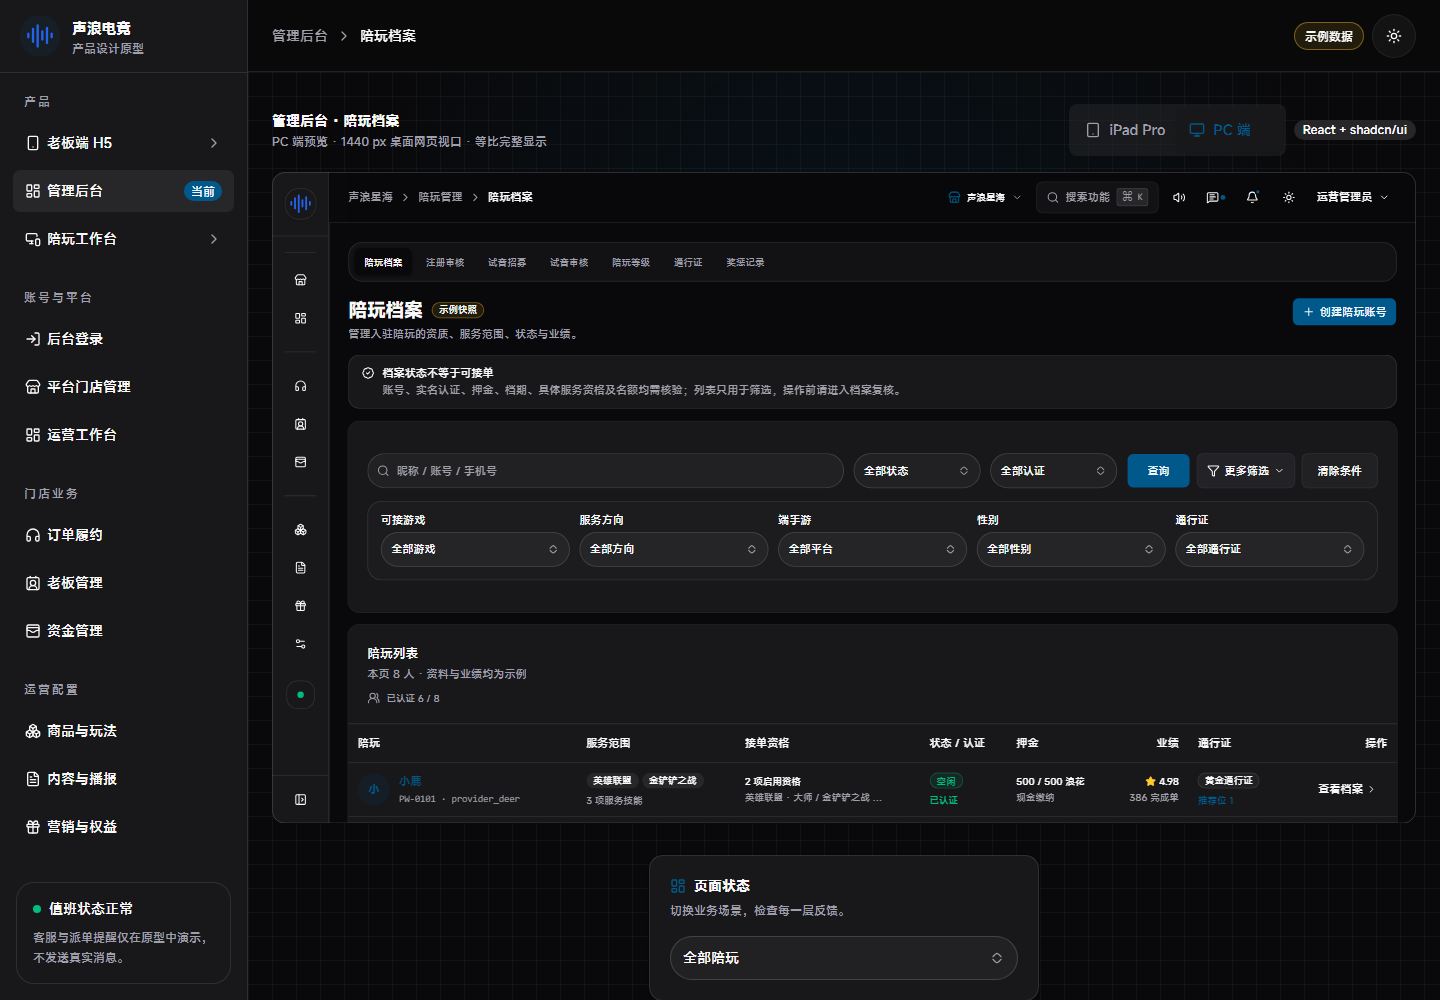 声浪电竞
产品设计原型
产品
老板端 H5
管理后台
当前
陪玩工作台
账号与平台
后台登录
平台门店管理
运营工作台
门店业务
订单履约
老板管理
资金管理
运营配置
商品与玩法
内容与播报
营销与权益
值班状态正常
客服与派单提醒仅在原型中演示，
不发送真实消息。
管理后台 陪玩档案
示例数据
管理后台 · 陪玩档案
PC 端预览 · 1440 px 桌面网页视口 · 等比完整显示
iPad Pro
PC 端
React + shadcn/ui
声浪星海 陪玩管理 陪玩档案
声浪星海
搜索功能 ⌘ K
运营管理员
陪玩档案 注册审核 试音招募 试音审核 陪玩等级 通行证 奖惩记录
陪玩档案
示例快照
管理入驻陪玩的资质、服务范围、状态与业绩。
创建陪玩账号
档案状态不等于可接单
账号、实名认证、押金、档期、具体服务资格及名额均需核验；列表只用于筛选，操作前请进入档案复核。
昵称 / 账号 / 手机号
全部状态
全部认证
查询
更多筛选
清除条件
可接游戏 服务方向 端手游 性别 通行证
全部游戏 全部方向 全部平台 全部性别 全部通行证
陪玩列表
本页 8 人 · 资料与业绩均为示例
已认证 6 / 8
陪玩 服务范围 接单资格 状态 / 认证 押金 业绩 通行证 操作
小 小鹿
PW-0101 · provider_deer
英雄联盟 金铲铲之战
3 项服务技能
2 项启用资格
英雄联盟 · 大师 / 金铲铲之战 ...
空闲
已认证
500 / 500 浪花
现金缴纳
4.98
386 完成单
黄金通行证
推荐位 1
查看档案
页面状态
切换业务场景，检查每一层反馈。
全部陪玩